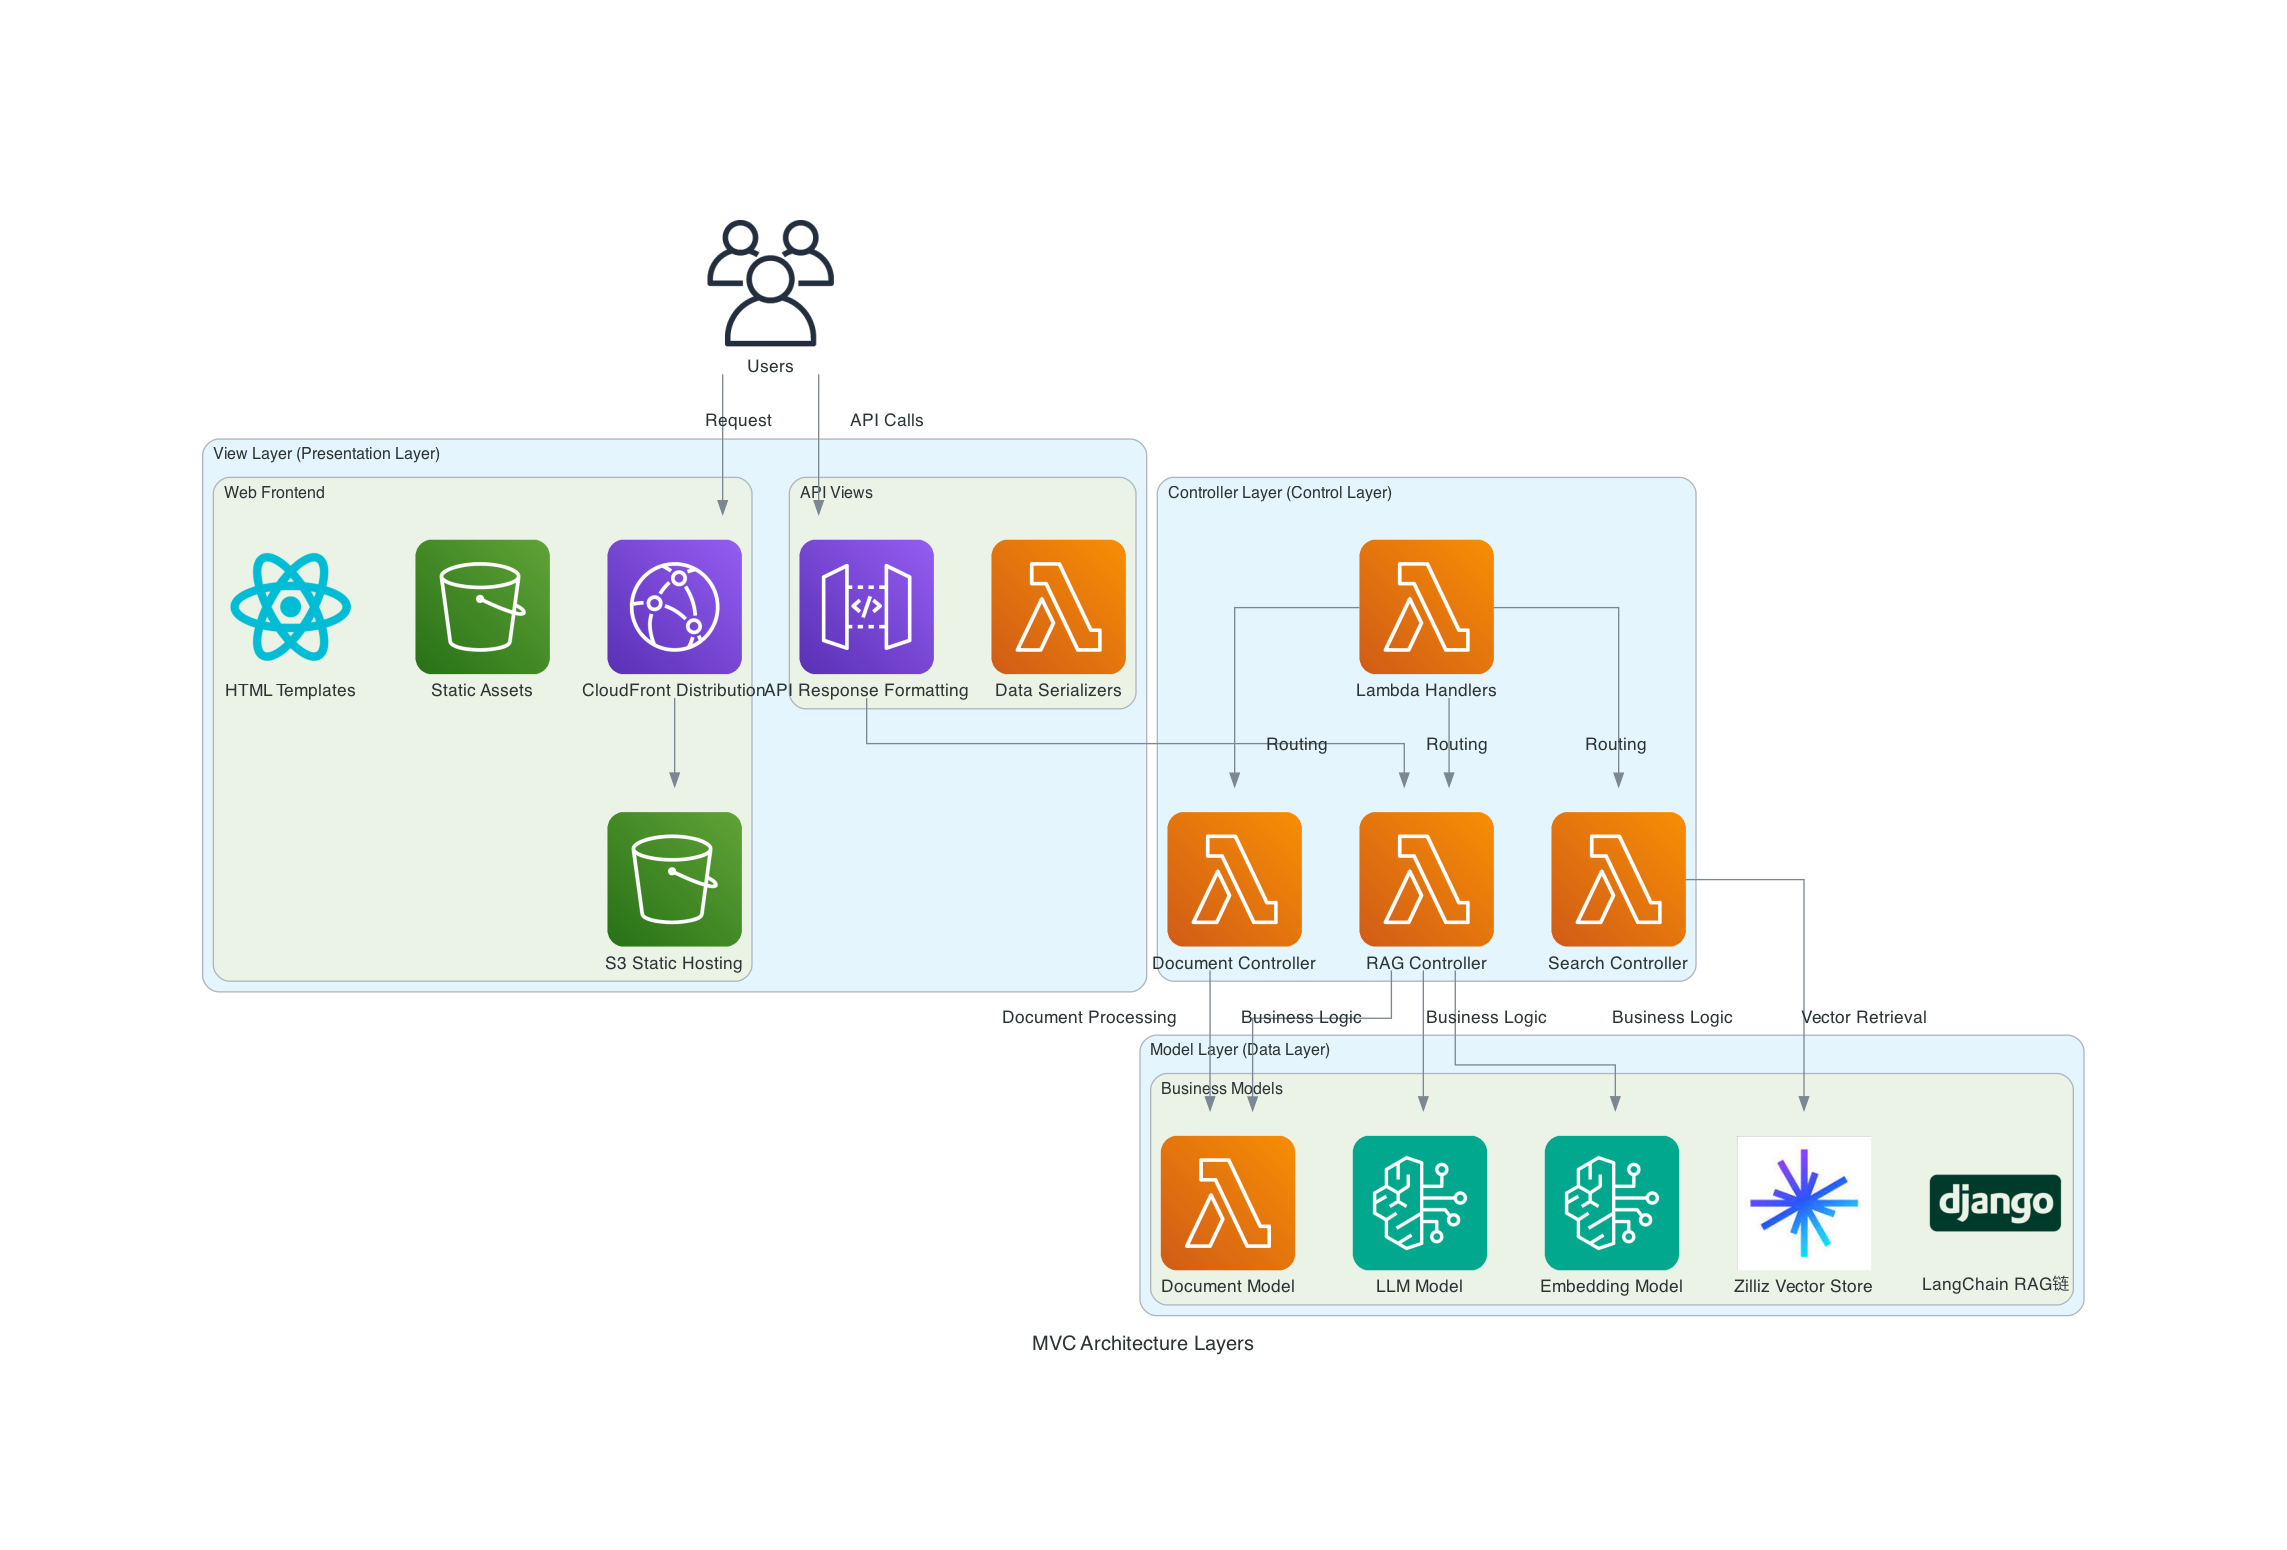 Users
Request
API Calls
View Layer (Presentation Layer)
Web Frontend
API Views
Controller Layer (Control Layer)
HTML Templates
Static Assets
CloudFront Distribution
API Response Formatting
Data Serializers
Lambda Handlers
Routing
Routing
Routing
S3 Static Hosting
Document Controller
RAG Controller
Search Controller
Document Processing
Business Logic
Business Logic
Business Logic
Vector Retrieval
Model Layer (Data Layer)
Business Models
django
Document Model
LLM Model
Embedding Model
Zilliz Vector Store
LangChain RAG链
MVC Architecture Layers